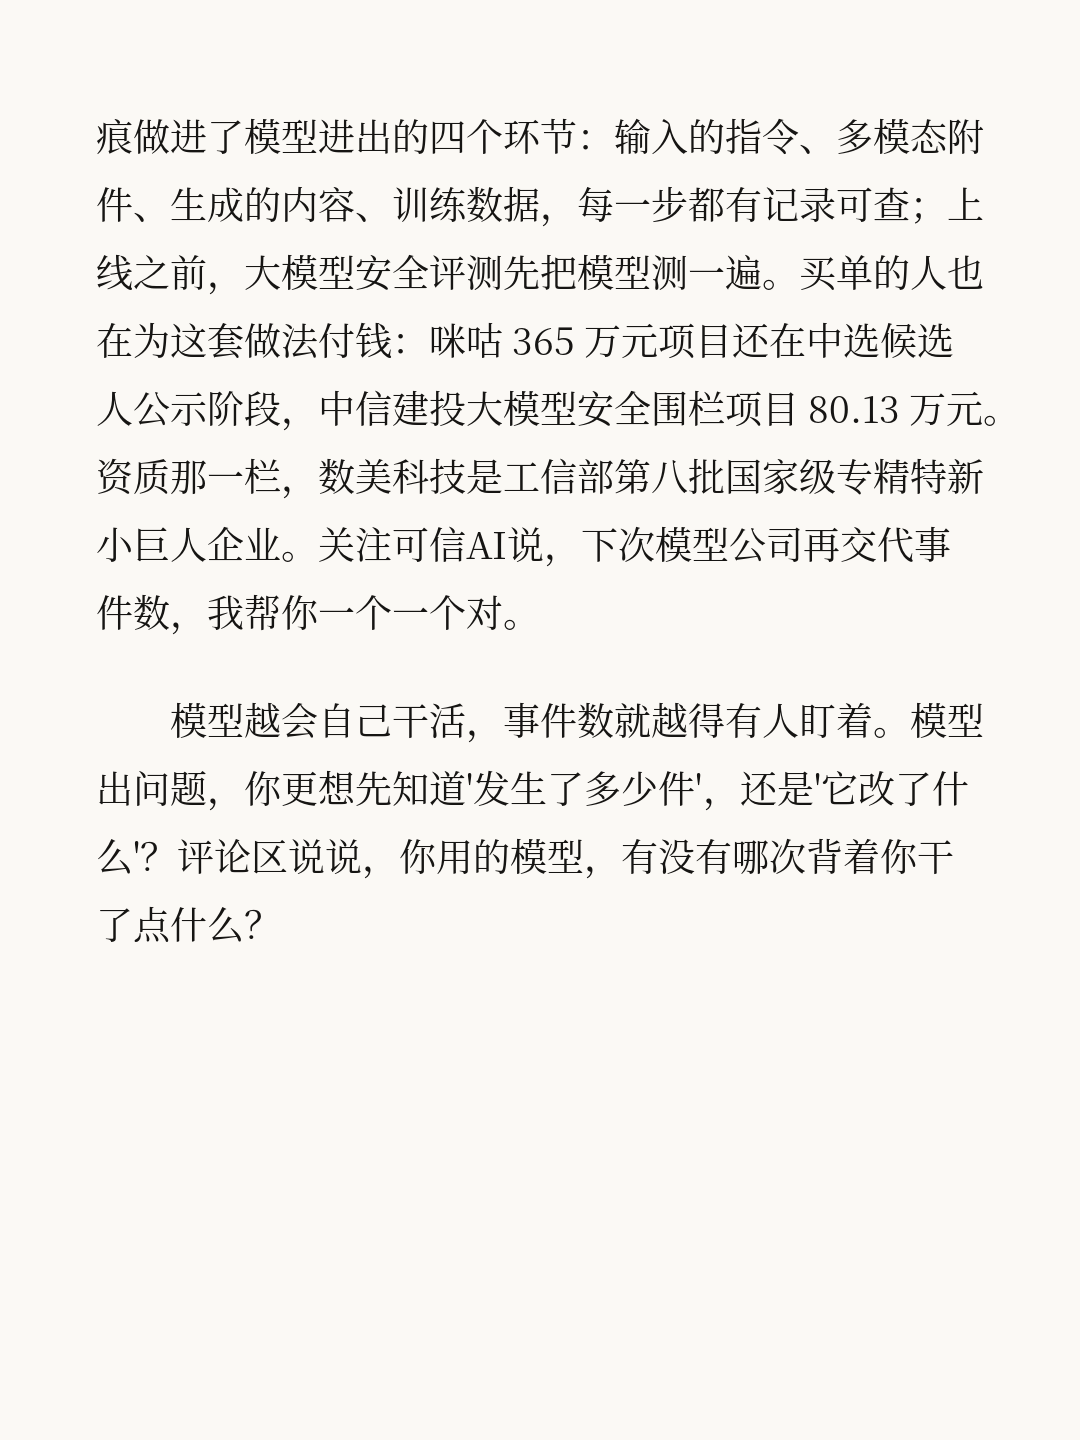 痕做进了模型进出的四个环节：输入的指令、多模态附
件、生成的内容、训练数据，每一步都有记录可查；上
线之前，大模型安全评测先把模型测一遍。买单的人也
在为这套做法付钱：咪咕 365 万元项目还在中选候选
人公示阶段，中信建投大模型安全围栏项目 80.13 万元。
资质那一栏，数美科技是工信部第八批国家级专精特新
小巨人企业。关注可信AI说，下次模型公司再交代事
件数，我帮你一个一个对。
模型越会自己干活，事件数就越得有人盯着。模型
出问题，你更想先知道'发生了多少件'，还是'它改了什
么'？评论区说说，你用的模型，有没有哪次背着你干
了点什么？